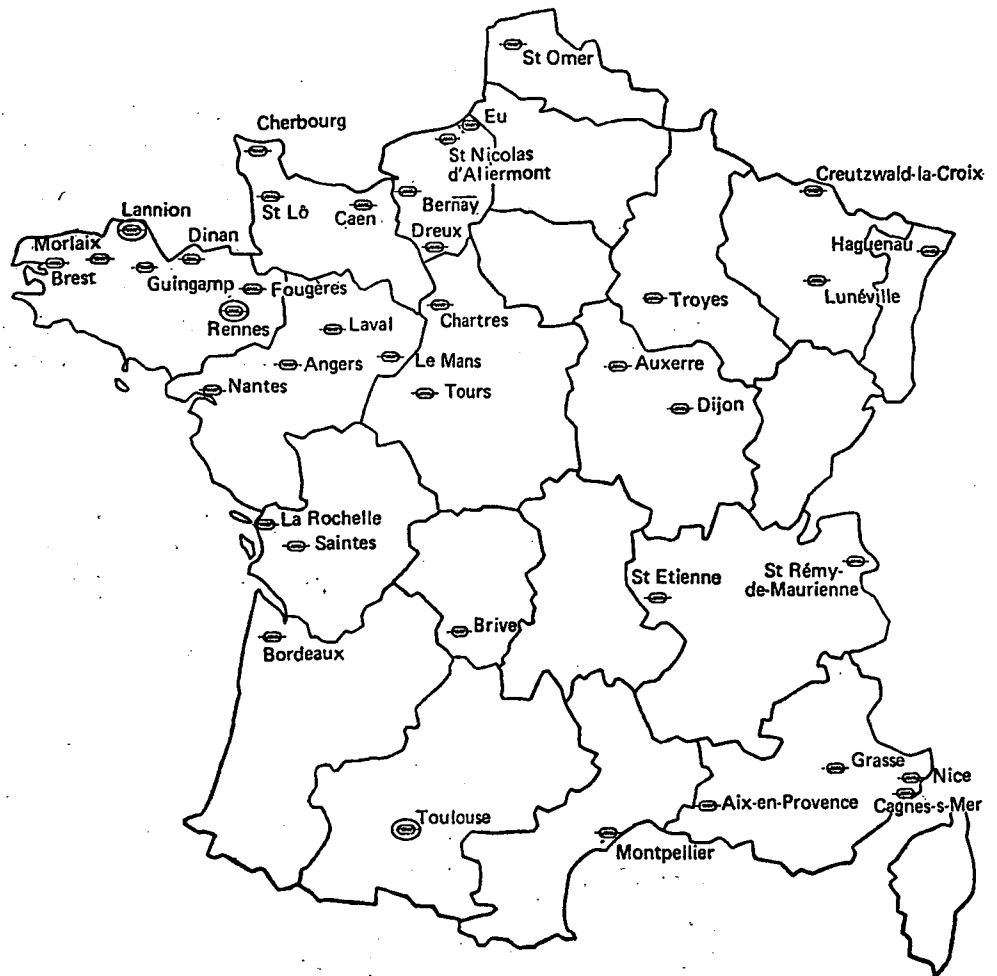 St Omer
Eu
Cherbourg
St Nicolas
d'Aliermont
Creutzwald-la-Croix
Lannion
St Lô
Caen
Bernay
Morlaix
Dinan
Dreux
Haguenau
Brest
Guingamp
Fougères
Troyes
Lunéville
Rennes
Laval
Chartres
Angers
Le Mans
Auxerre
Nantes
Tours
Dijon
La Rochelle
Saintes
St Etienne
St Rémy-
de-Maurienne
Brive
Bordeaux
Grasse
Nice
Aix-en-Provence
Cagnes-s-Mer
Toulouse
Montpellier